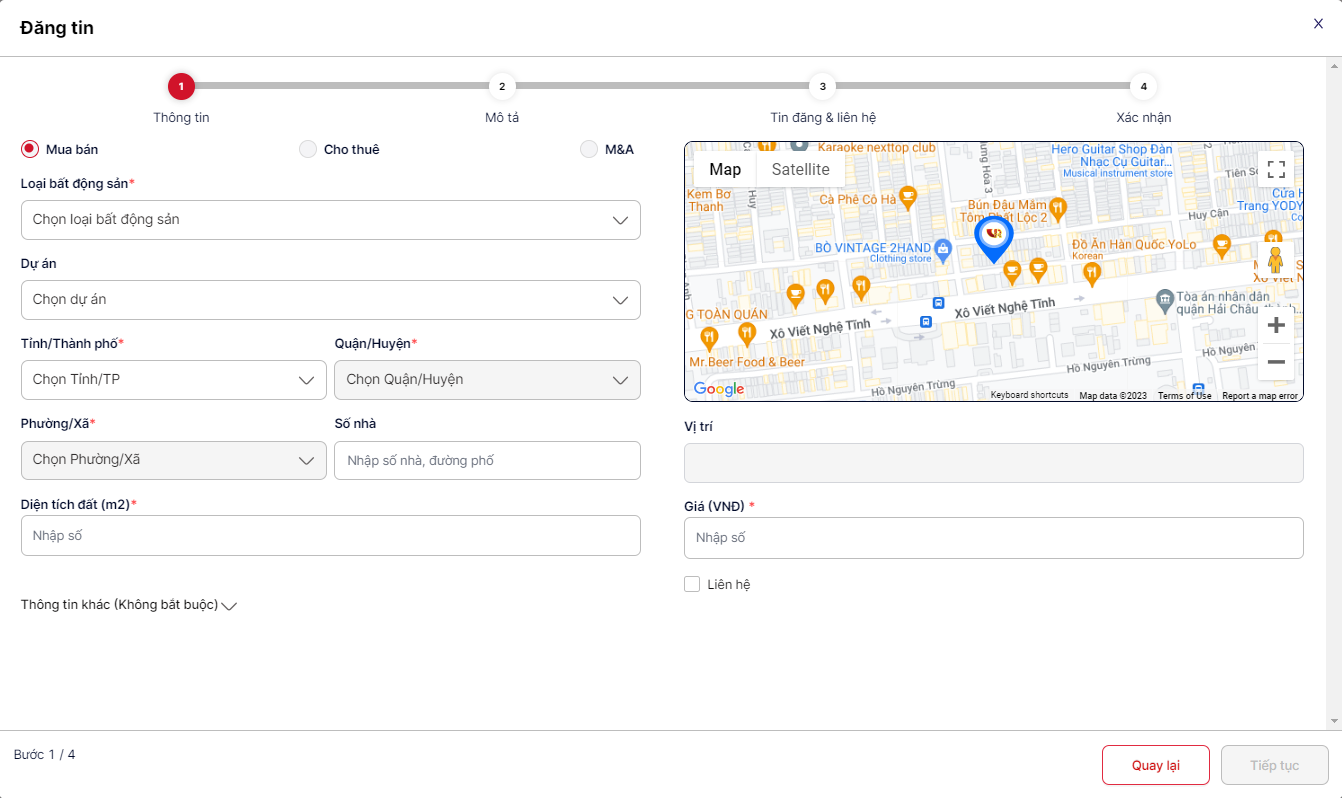 Đăng tin
X
1
2
3
4
Thông tin
Mô tả
Tin đăng & liên hệ
Xác nhận
Mua bán
Cho thuê
M&A
Loại bất động sản*
Chọn loại bất động sản
Dự án
Chọn dự án
Tỉnh/Thành phố*
Quận/Huyện*
Chọn Tỉnh/TP
Chọn Quận/Huyện
Phường/Xã*
Số nhà
Chọn Phường/Xã
Nhập số nhà, đường phố
Diện tích đất (m2)*
Nhập số
Thông tin khác (Không bắt buộc)
Karaoke nexttop club
Map
Satellite
Hero Guitar Shop Đàn
Nhạc Cụ Guitar...
Musical instrument store
Kem Bơ
Thanh
Huy
Cà Phê Cô Hà
ưng Hóa 3
Bún Đậu Mắm
Tôm Phất Lộc 2
Trang YODY
Huy Cận
BÒ VINTAGE 2HAND
Clothing store
Đồ Ăn Hàn Quốc YoLo
Korean
Tòa án nhân dân
quận Hải Châu thành...
G TOÀN QUÁN
Xô Viết Nghệ Tĩnh
Xô Viết Nghệ Tĩnh
Mr.Beer Food & Beer
Hồ Nguyên Trừng
Hồ Nguyên Trừng
Hồ Nguyên
Google
Keyboard shortcuts
Map data ©2023
Terms of Use
Report a map error
Vị trí
Giá (VNĐ) *
Nhập số
Liên hệ
Bước 1 / 4
Quay lại
Tiếp tục